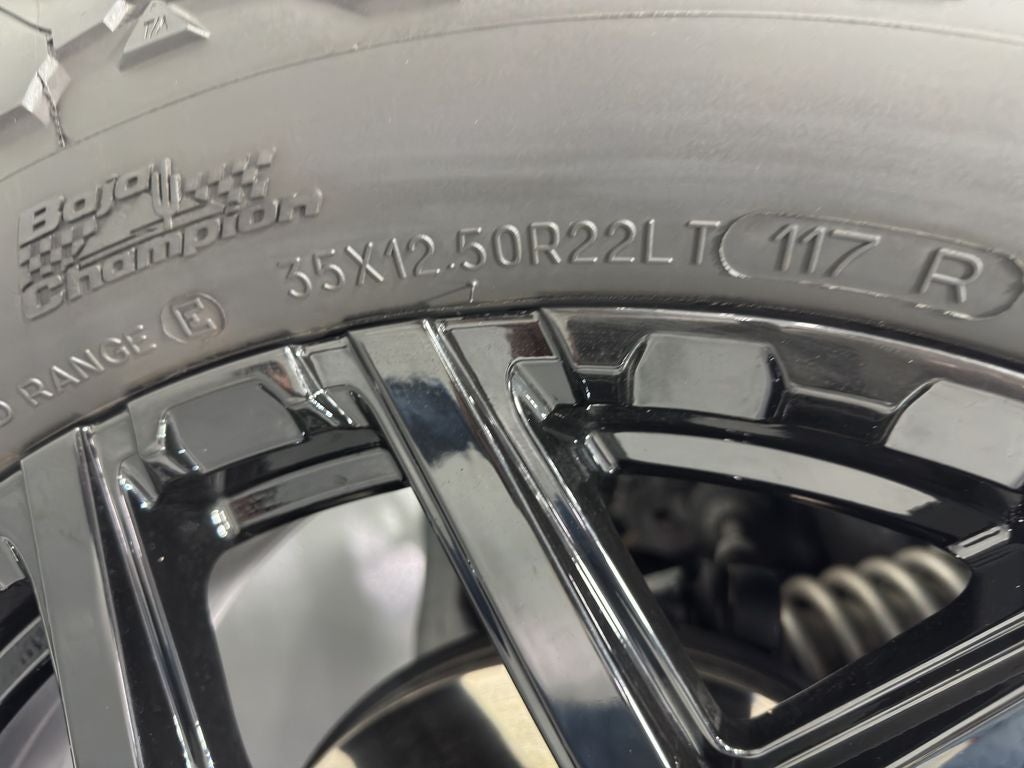 T/A
Baja
Champion
35X12.50R22LT 117 R
RANGE E